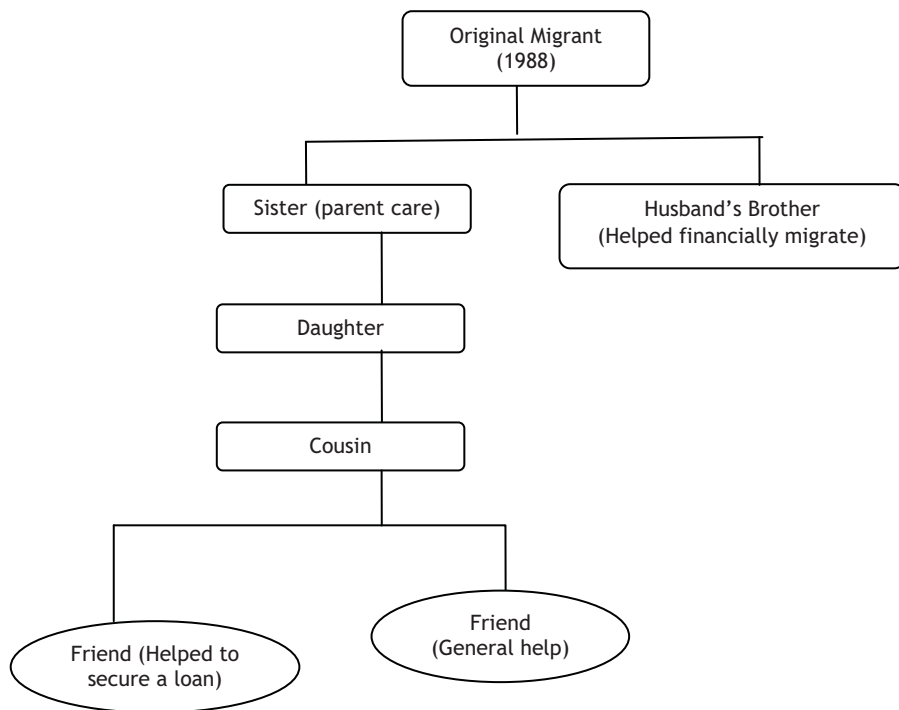 Original Migrant
(1988)
Sister (parent care)
Husband’s Brother
(Helped financially migrate)
Daughter
Cousin
Friend (Helped to
secure a loan)
Friend
(General help)